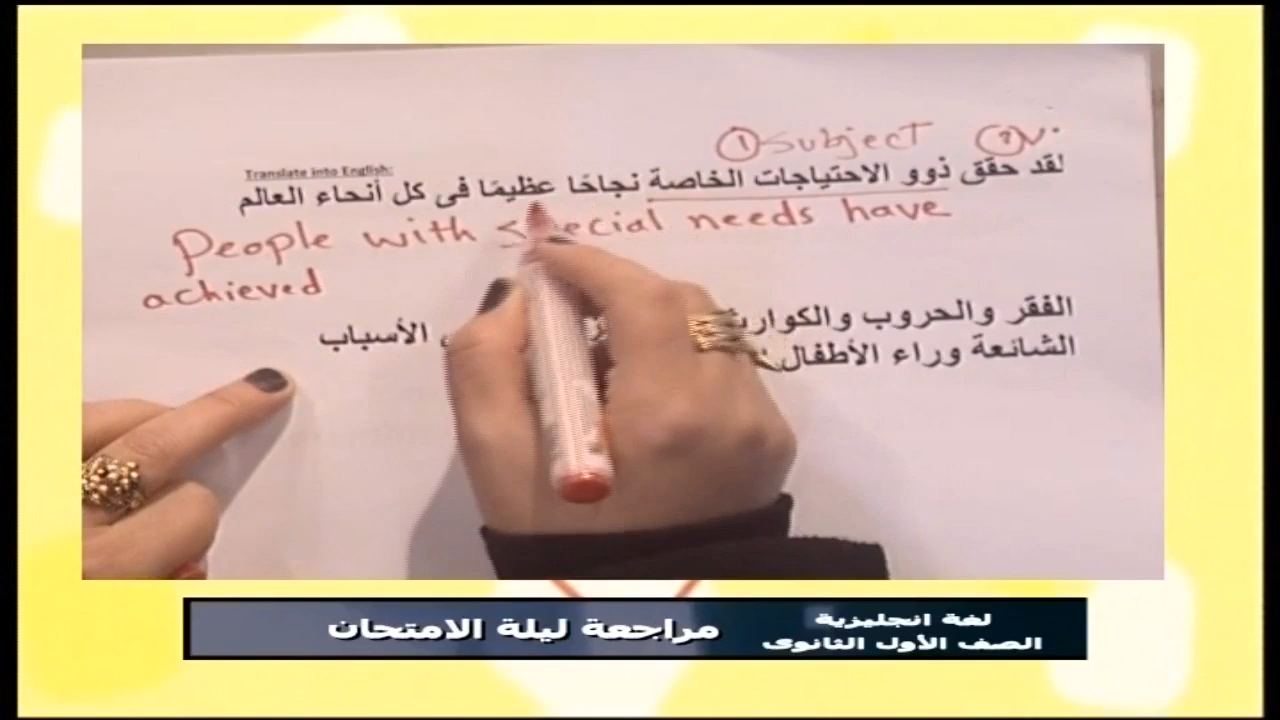 ① Subject ② V.
Translate into English:
لقد حقق ذوو الاحتياجات الخاصة نجاحًا عظيمًا فى كل أنحاء العالم
People with special needs have
achieved
الفقر والحروب والكوارث
الشائعة وراء الأطفال
الأسباب
لغة انجليزية
الصف الأول الثانوى
مراجعة ليلة الامتحان